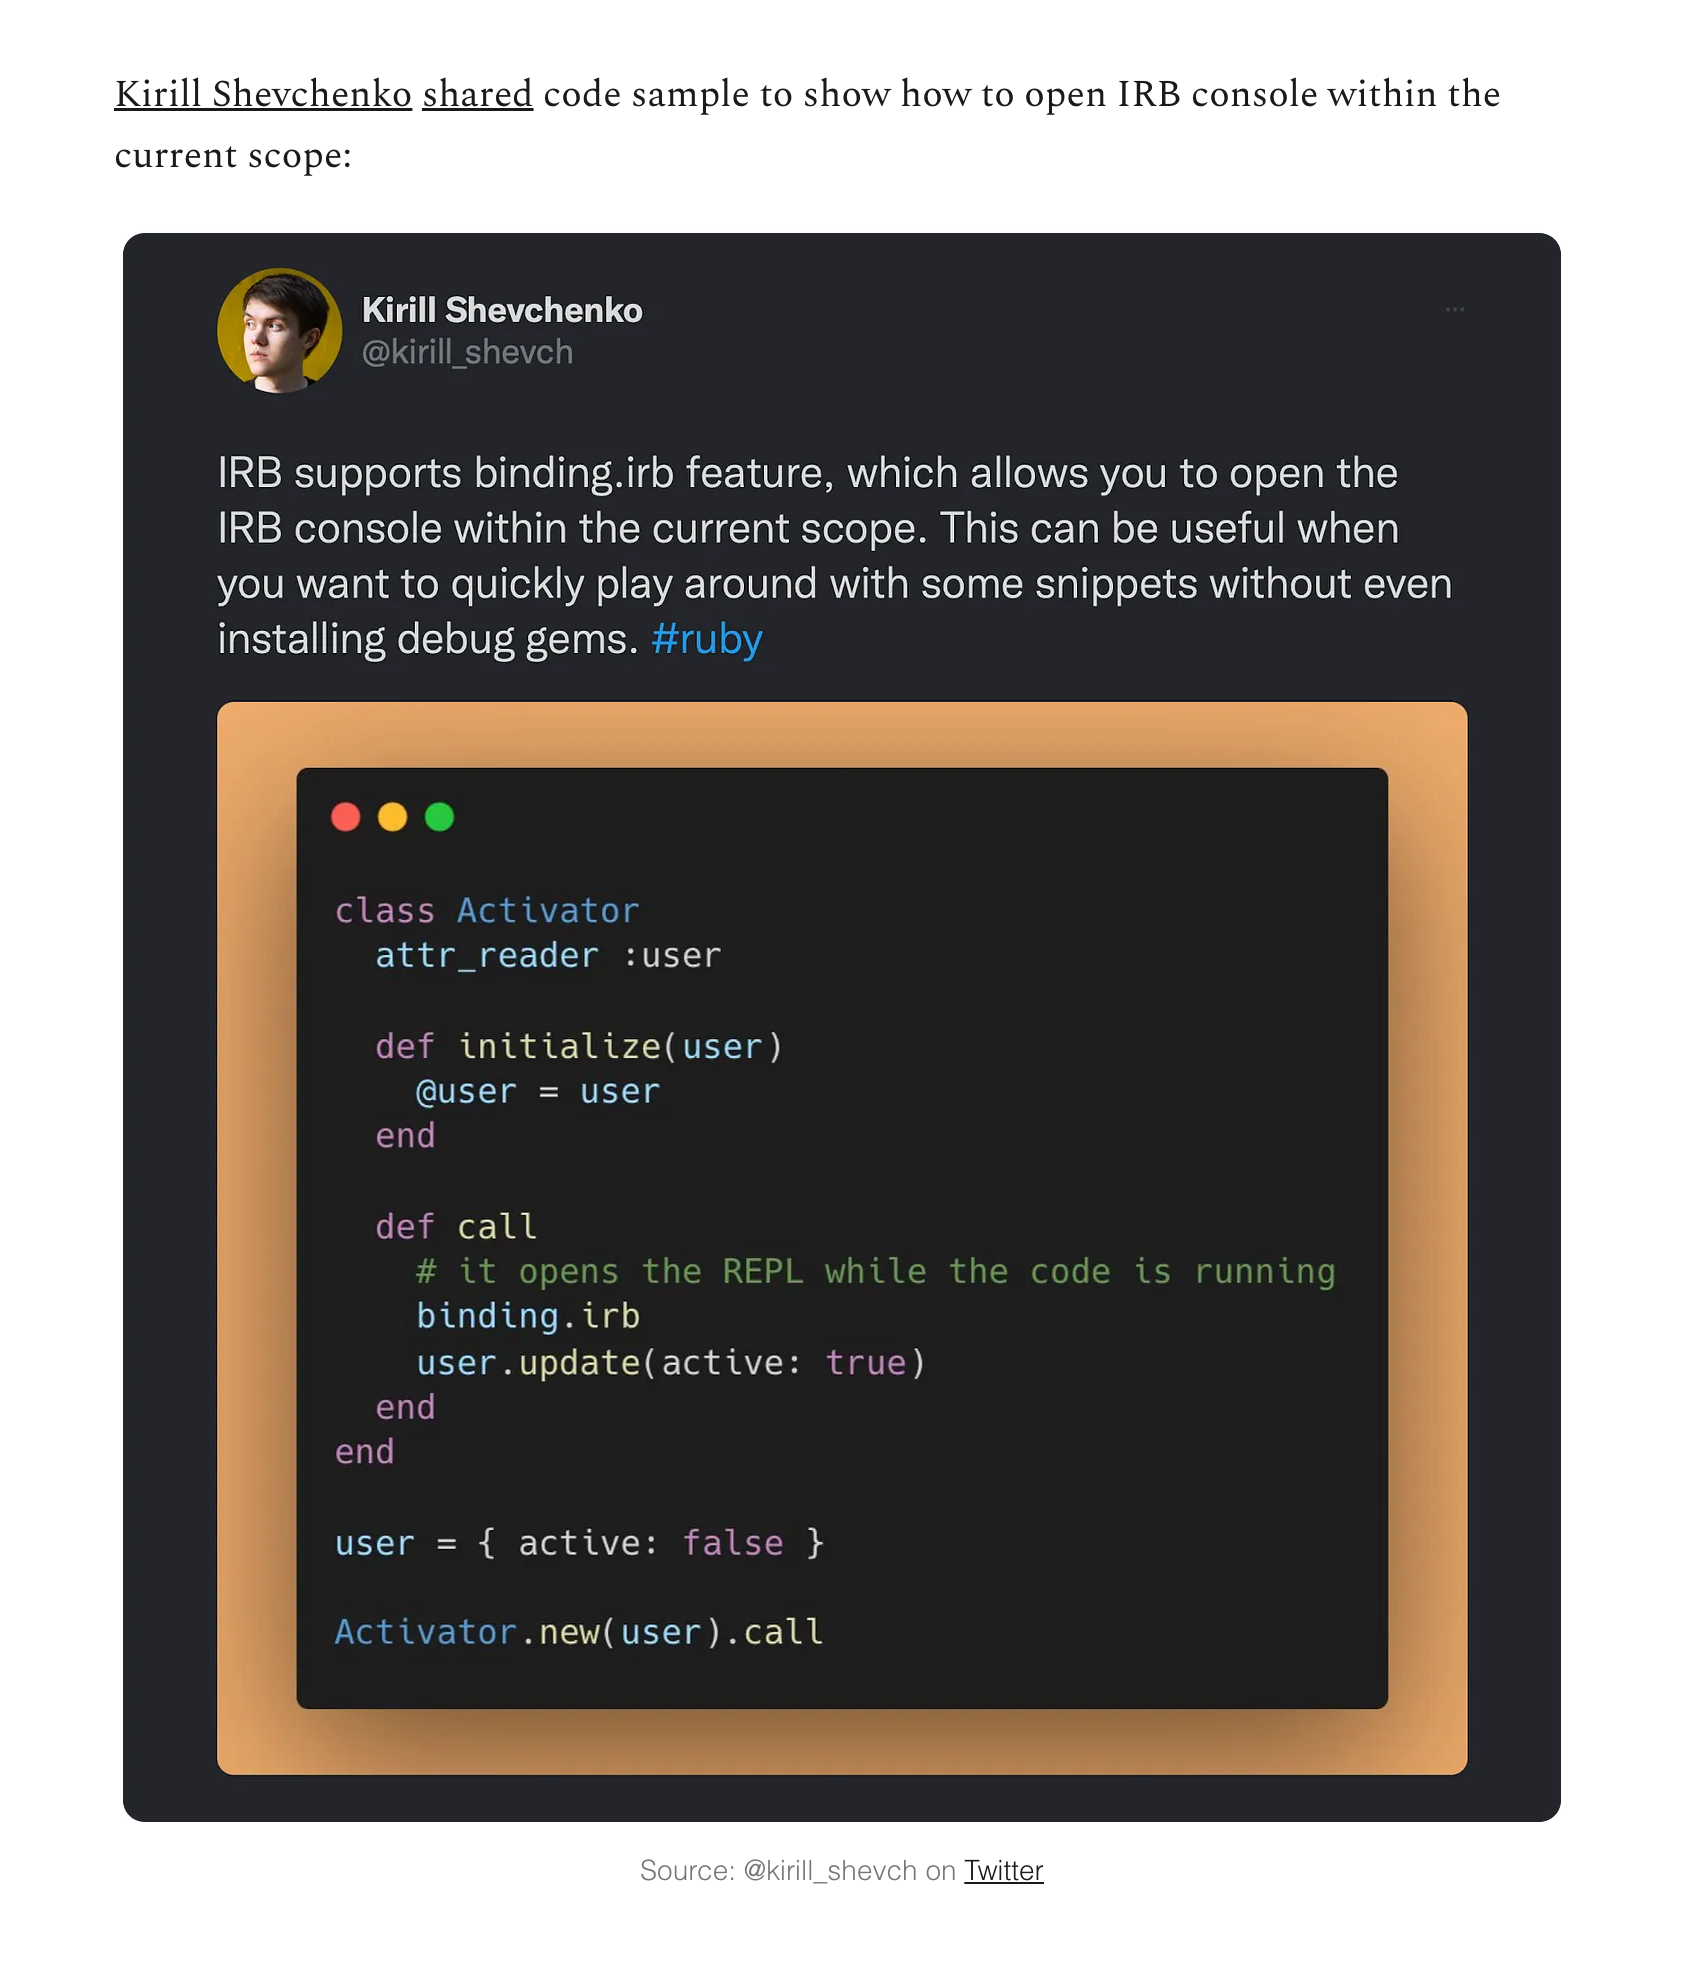 Kirill Shevchenko shared code sample to show how to open IRB console within the
current scope:
Kirill Shevchenko
@kirill_shevch
IRB supports binding.irb feature, which allows you to open the
IRB console within the current scope. This can be useful when
you want to quickly play around with some snippets without even
installing debug gems. #ruby
class Activator
  attr_reader :user
  def initialize(user)
    @user = user
  end
  def call
    # it opens the REPL while the code is running
    binding.irb
    user.update(active: true)
  end
end
user = { active: false }
Activator.new(user).call
Source: @kirill_shevch on Twitter